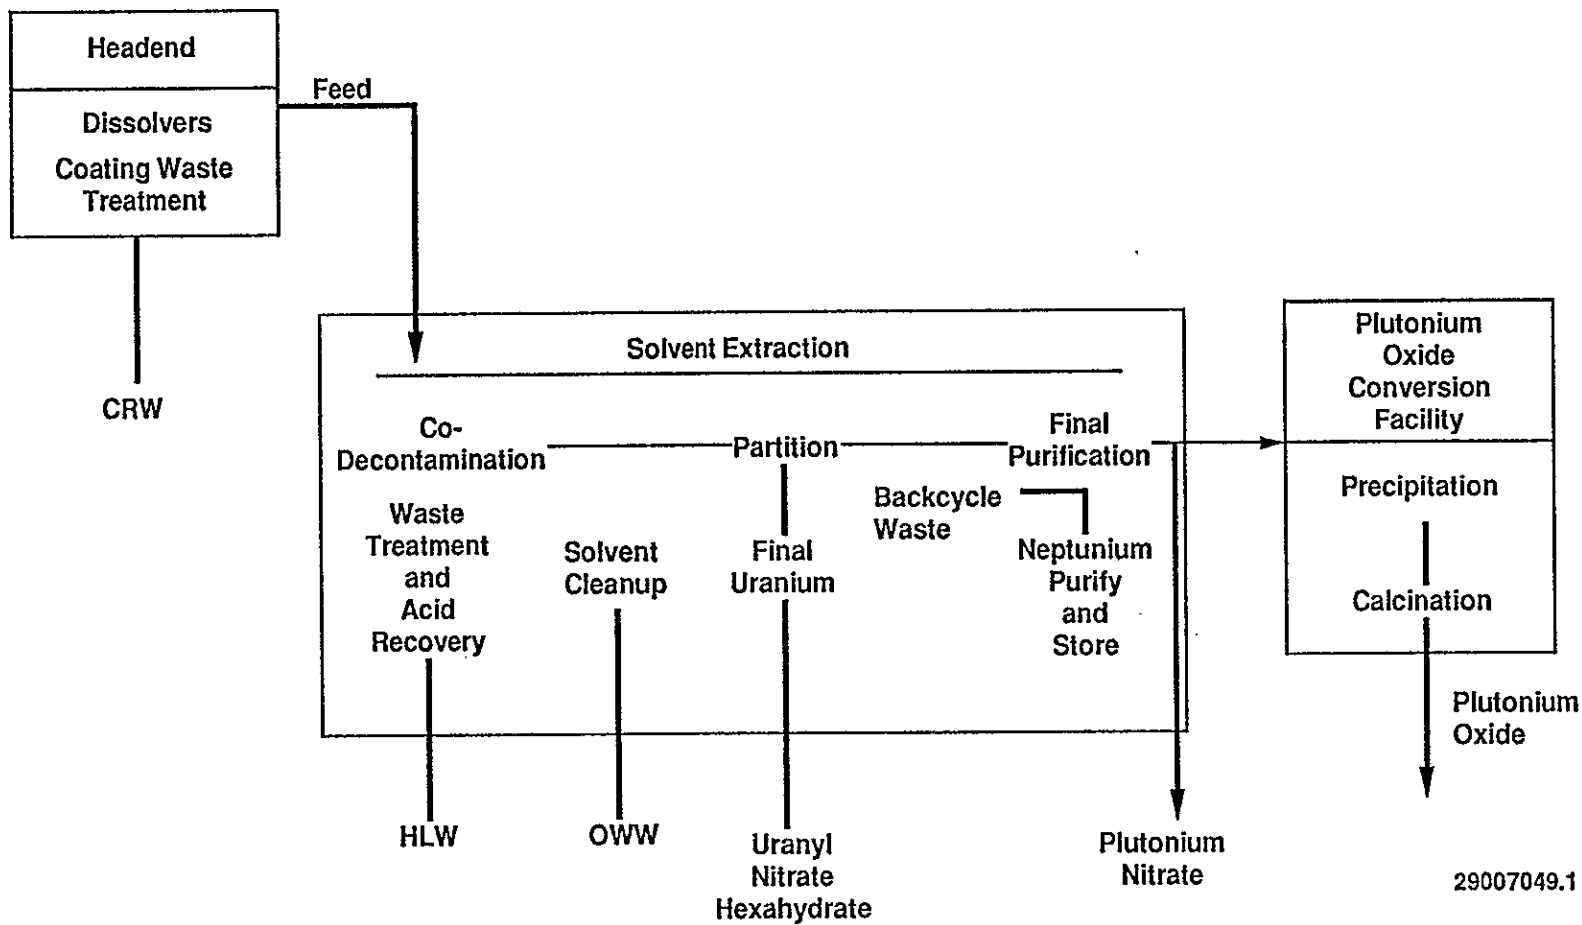 Headend
Dissolvers
Coating Waste
Treatment
Feed
CRW
Solvent Extraction
Co-
Decontamination
Partition
Final
Purification
Waste
Treatment
and
Acid
Recovery
Solvent
Cleanup
Final
Uranium
Backcycle
Waste
Neptunium
Purify
and
Store
HLW
OWW
Uranyl
Nitrate
Hexahydrate
Plutonium
Nitrate
Plutonium
Oxide
Conversion
Facility
Precipitation
Calcination
Plutonium
Oxide
29007049.1